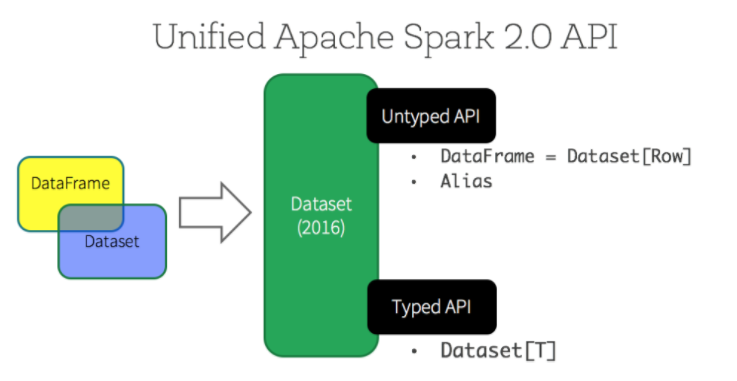 Unified Apache Spark 2.0 API
Untyped API
• DataFrame = Dataset[Row]
• Alias
DataFrame
Dataset
Dataset
(2016)
Typed API
• Dataset[T]